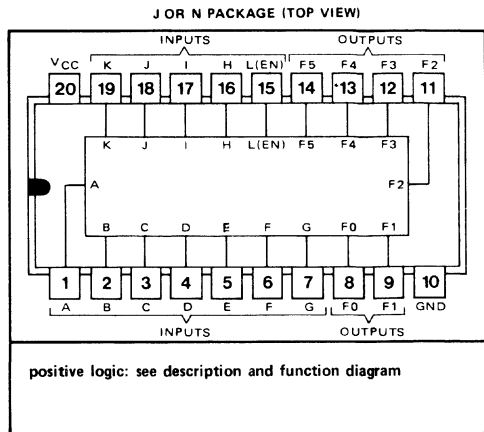 J OR N PACKAGE (TOP VIEW)
INPUTS OUTPUTS
VCC K J I H L(EN) F5 F4 F3 F2
20 19 18 17 16 15 14 13 12 11
K J I H L(EN) F5 F4 F3
A F2
B C D E F G F0 F1
1 2 3 4 5 6 7 8 9 10
A B C D E F G F0 F1 GND
INPUTS OUTPUTS
positive logic: see description and function diagram